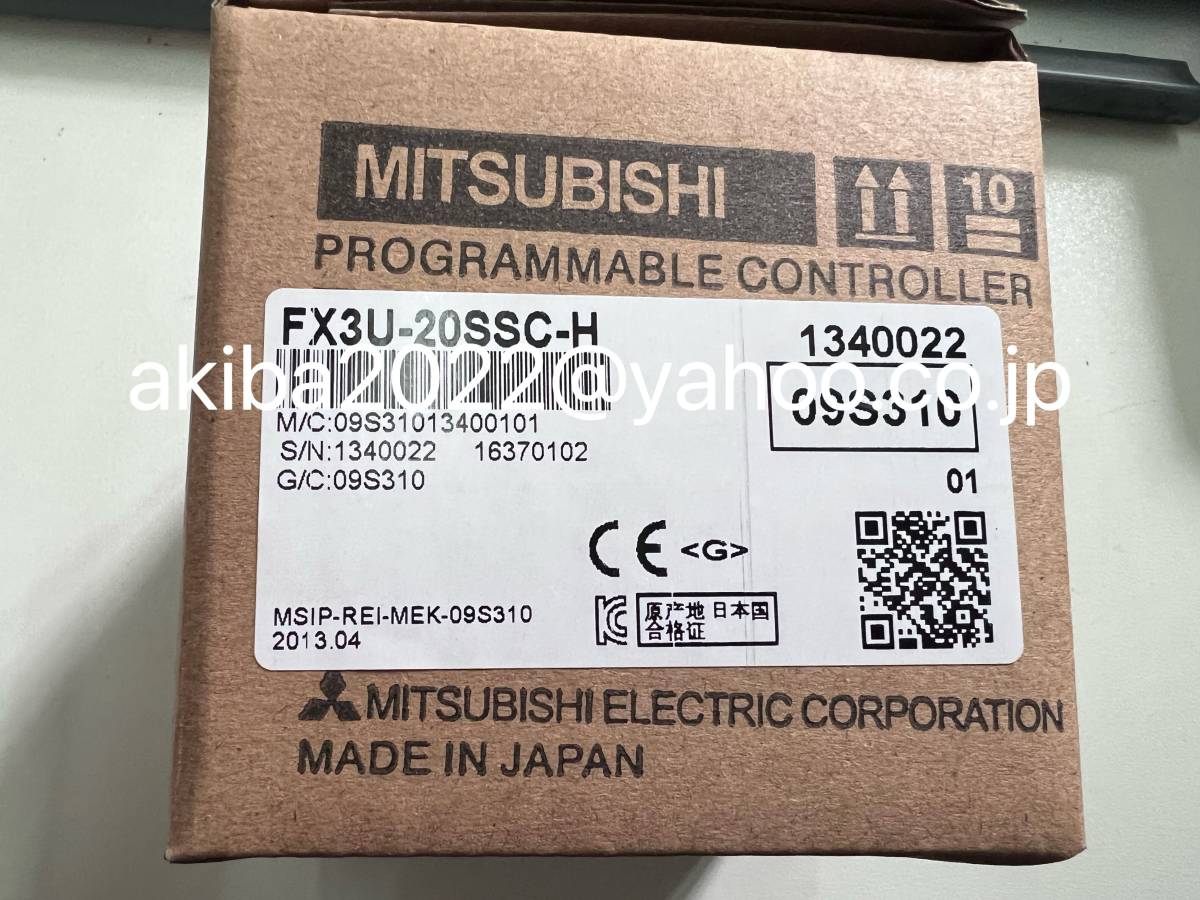 MITSUBISHI
10
PROGRAMMABLE CONTROLLER
FX3U-20SSC-H
1340022
akiba2022@yahoo.co.jp
09S310
M/C:09S31013400101
S/N:1340022 16370102
G/C:09S310
01
CE <G>
MSIP-REI-MEK-09S310
2013.04
原产地 日本国
合格证
MITSUBISHI ELECTRIC CORPORATION
MADE IN JAPAN